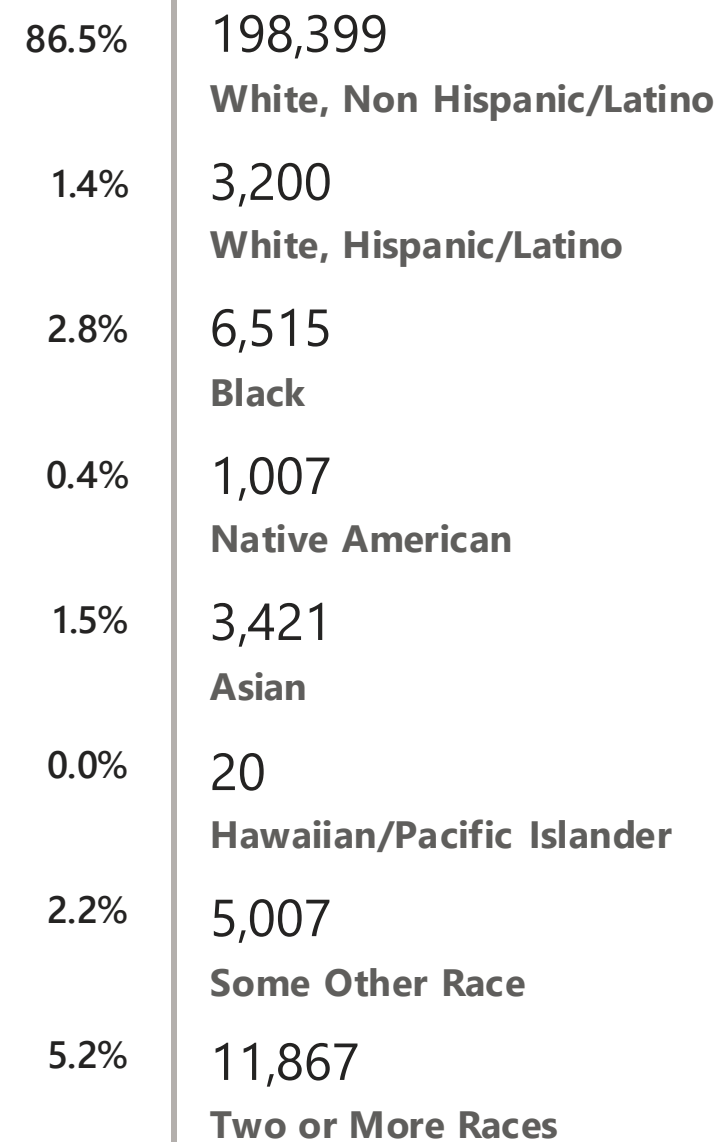 86.5% 198,399
White, Non Hispanic/Latino
1.4% 3,200
White, Hispanic/Latino
2.8% 6,515
Black
0.4% 1,007
Native American
1.5% 3,421
Asian
0.0% 20
Hawaiian/Pacific Islander
2.2% 5,007
Some Other Race
5.2% 11,867
Two or More Races